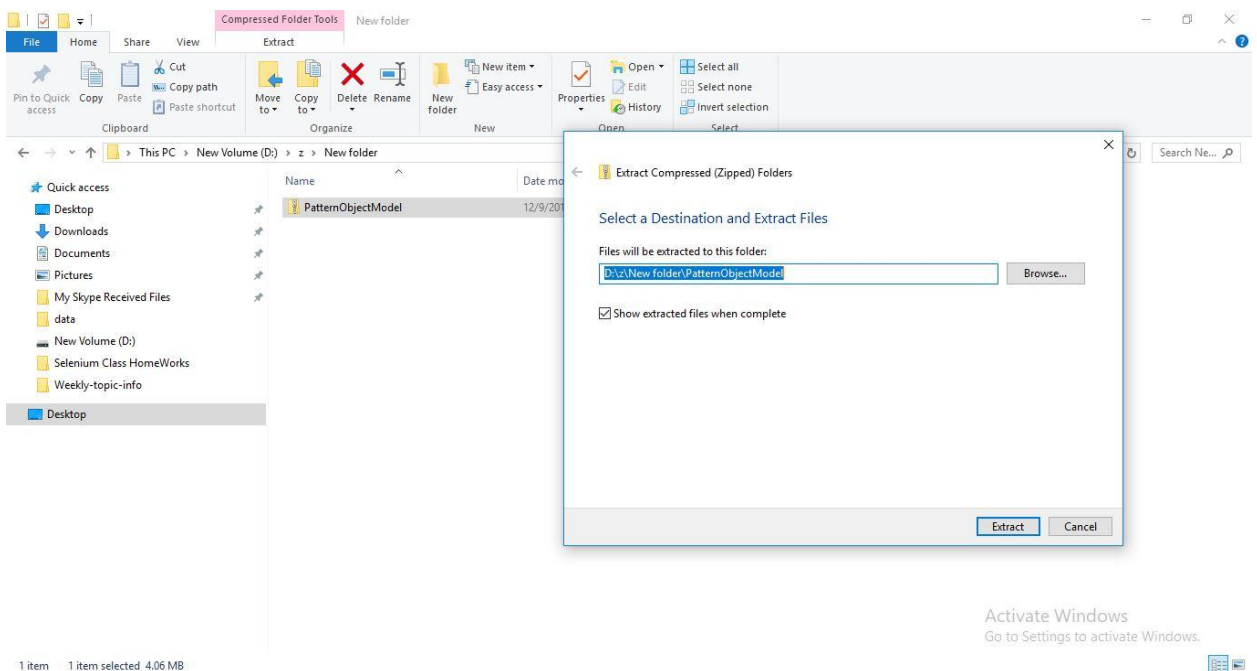 Compressed Folder Tools
New folder
File
Home
Share
View
Extract
Pin to Quick access
Copy
Paste
Cut
Copy path
Paste shortcut
Clipboard
Move to
Copy to
Delete
Rename
Organize
New folder
New item
Easy access
New
Properties
Open
Edit
History
Open
Select all
Select none
Invert selection
Select
This PC > New Volume (D:) > z > New folder
Search Ne...
Quick access
Desktop
Downloads
Documents
Pictures
My Skype Received Files
data
New Volume (D:)
Selenium Class HomeWorks
Weekly-topic-info
Desktop
Name
Date mo
PatternObjectModel
12/9/201
Extract Compressed (Zipped) Folders
Select a Destination and Extract Files
Files will be extracted to this folder:
D:\z\New folder\PatternObjectModel
Browse...
Show extracted files when complete
Extract
Cancel
Activate Windows
Go to Settings to activate Windows.
1 item
1 item selected 4.06 MB